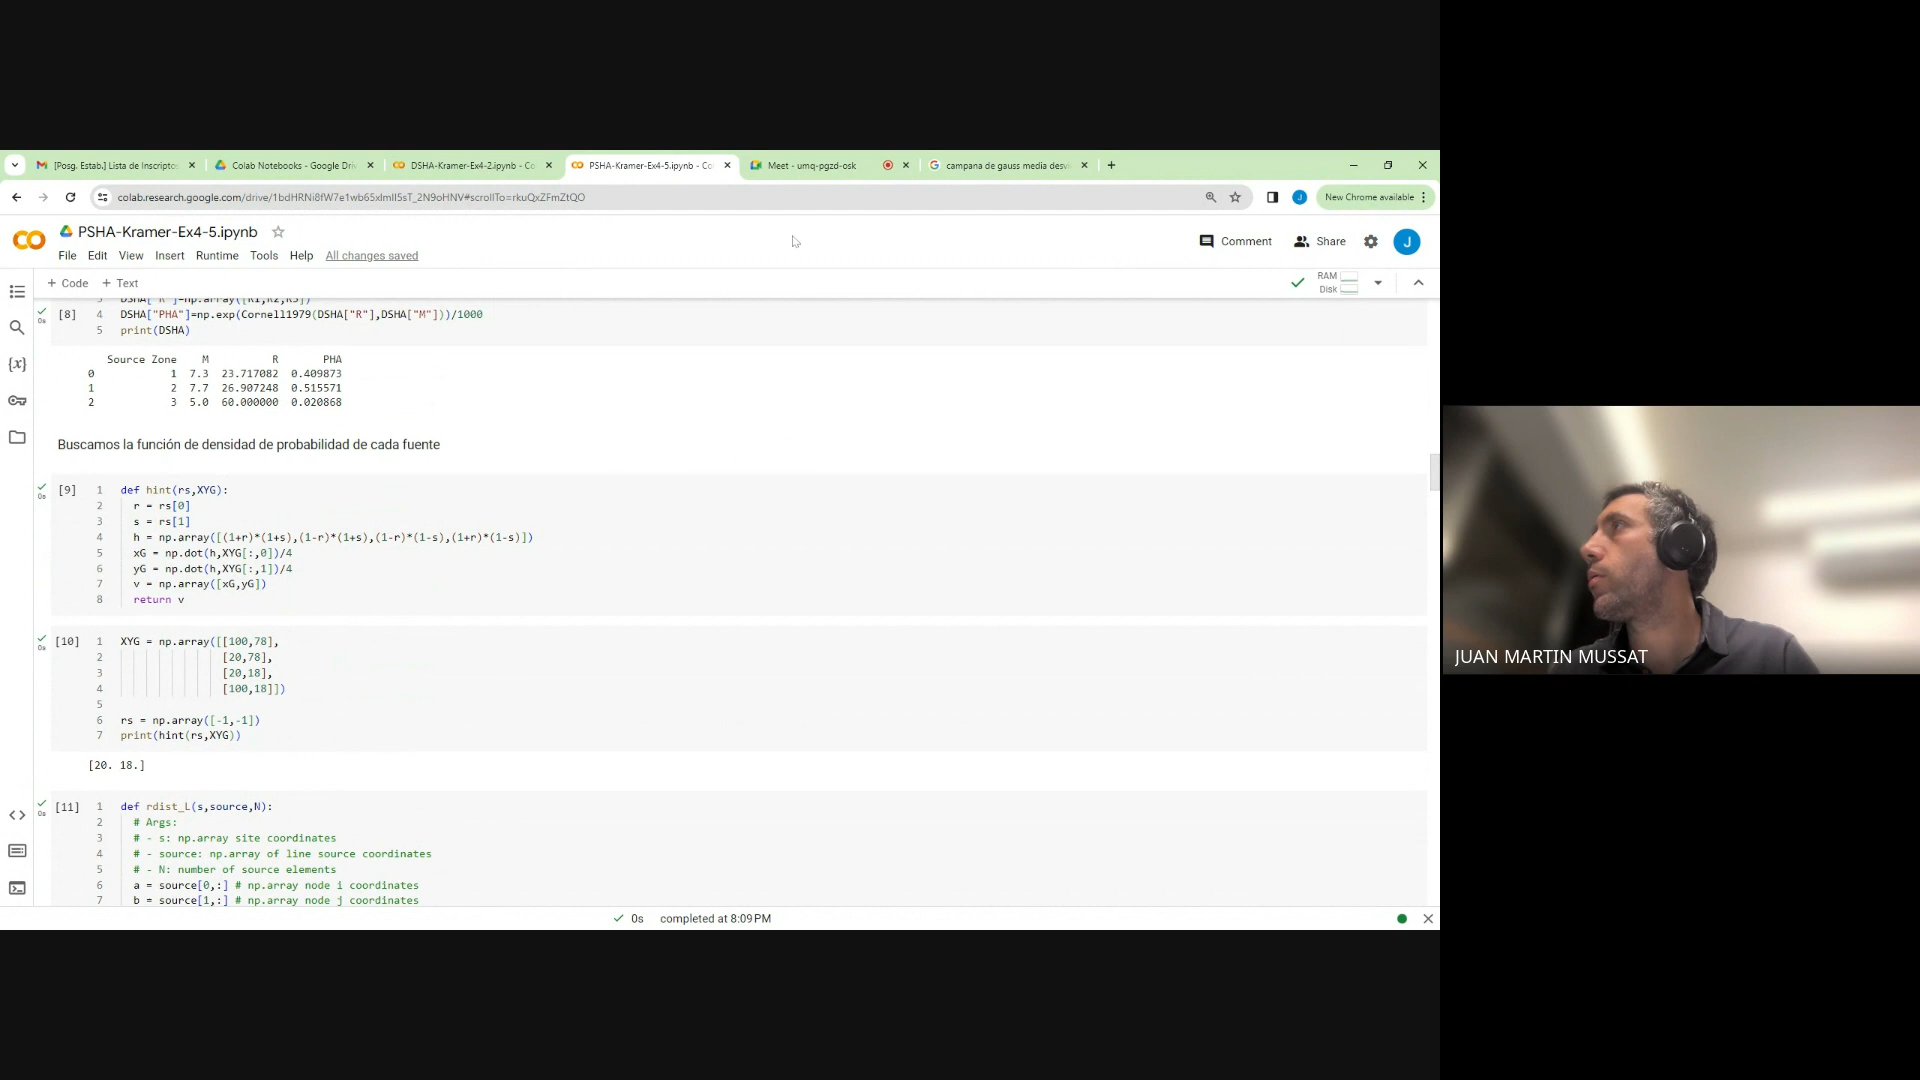 [Posg. Estab.] Lista de Inscriptos
Colab Notebooks - Google Driv
DSHA-Kramer-Ex4-2.ipynb - Co
PSHA-Kramer-Ex4-5.ipynb - Co
Meet - umq-pgzd-osk
campana de gauss media desvi
colab.research.google.com/drive/1bdHRNi8fW7e1wb65xlmlI5sT_2N9oHNV#scrollTo=rkuQxZFmZtQO
New Chrome available
PSHA-Kramer-Ex4-5.ipynb
File Edit View Insert Runtime Tools Help All changes saved
Comment Share J
+ Code + Text
RAM
Disk
3 DSHA["R"]=np.array([R1,R2,R3])
[8] 4 DSHA["PHA"]=np.exp(Cornell1979(DSHA["R"],DSHA["M"]))/1000
5 print(DSHA)
Source Zone M R PHA
0 1 7.3 23.717082 0.409873
1 2 7.7 26.907248 0.515571
2 3 5.0 60.000000 0.020868
Buscamos la función de densidad de probabilidad de cada fuente
[9] 1 def hint(rs,XYG):
2 r = rs[0]
3 s = rs[1]
4 h = np.array([(1+r)*(1+s),(1-r)*(1+s),(1-r)*(1-s),(1+r)*(1-s)])
5 xG = np.dot(h,XYG[:,0])/4
6 yG = np.dot(h,XYG[:,1])/4
7 v = np.array([xG,yG])
8 return v
[10] 1 XYG = np.array([[100,78],
2 [20,78],
3 [20,18],
4 [100,18]])
5
6 rs = np.array([-1,-1])
7 print(hint(rs,XYG))
[20. 18.]
[11] 1 def rdist_L(s,source,N):
2 # Args:
3 # - s: np.array site coordinates
4 # - source: np.array of line source coordinates
5 # - N: number of source elements
6 a = source[0,:] # np.array node i coordinates
7 b = source[1,:] # np.array node j coordinates
0s completed at 8:09 PM
JUAN MARTIN MUSSAT